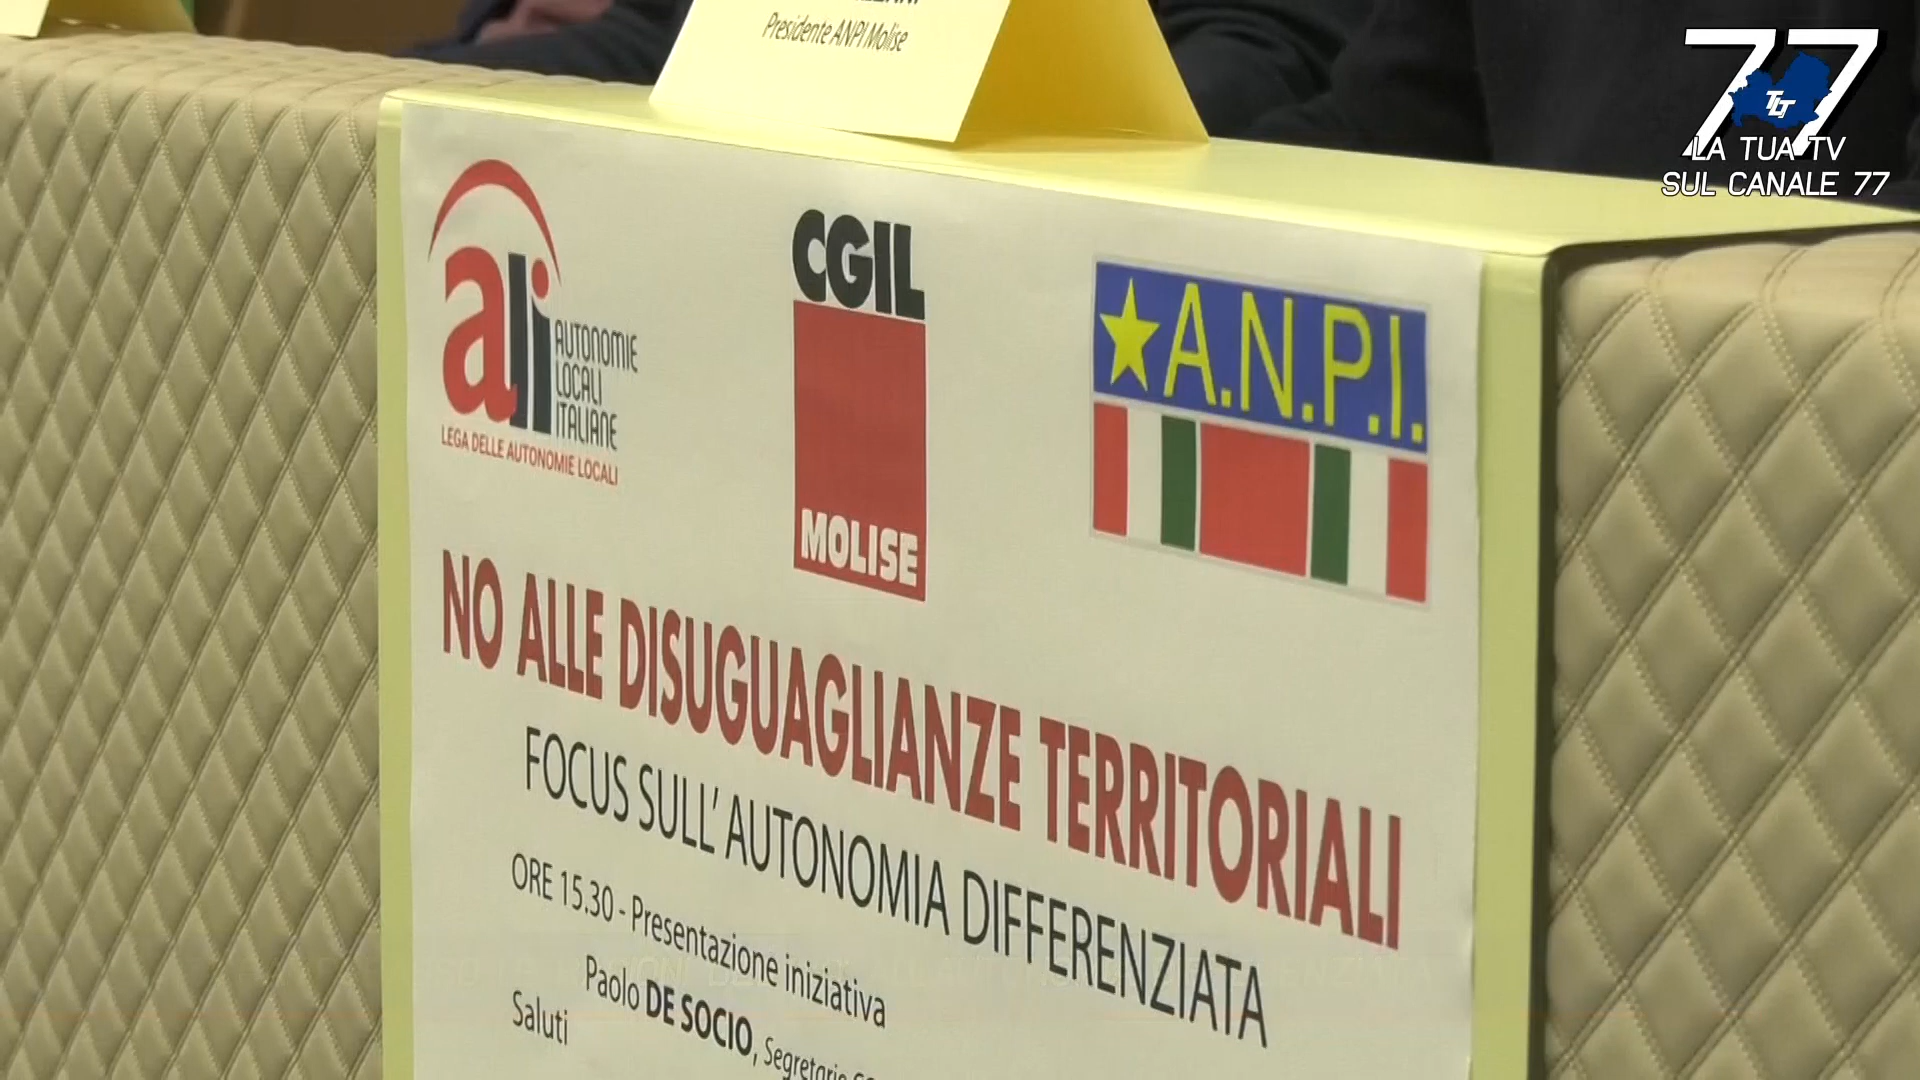 Presidente ANPI Molise
77
TLT
LA TUA TV
SUL CANALE 77
ali
AUTONOMIE
LOCALI
ITALIANE
LEGA DELLE AUTONOMIE LOCALI
CGIL
MOLISE
A.N.P.I.
NO ALLE DISUGUAGLIANZE TERRITORIALI
FOCUS SULL'AUTONOMIA DIFFERENZIATA
ORE 15.30 - Presentazione iniziativa
Paolo DE SOCIO, Segretario
Saluti